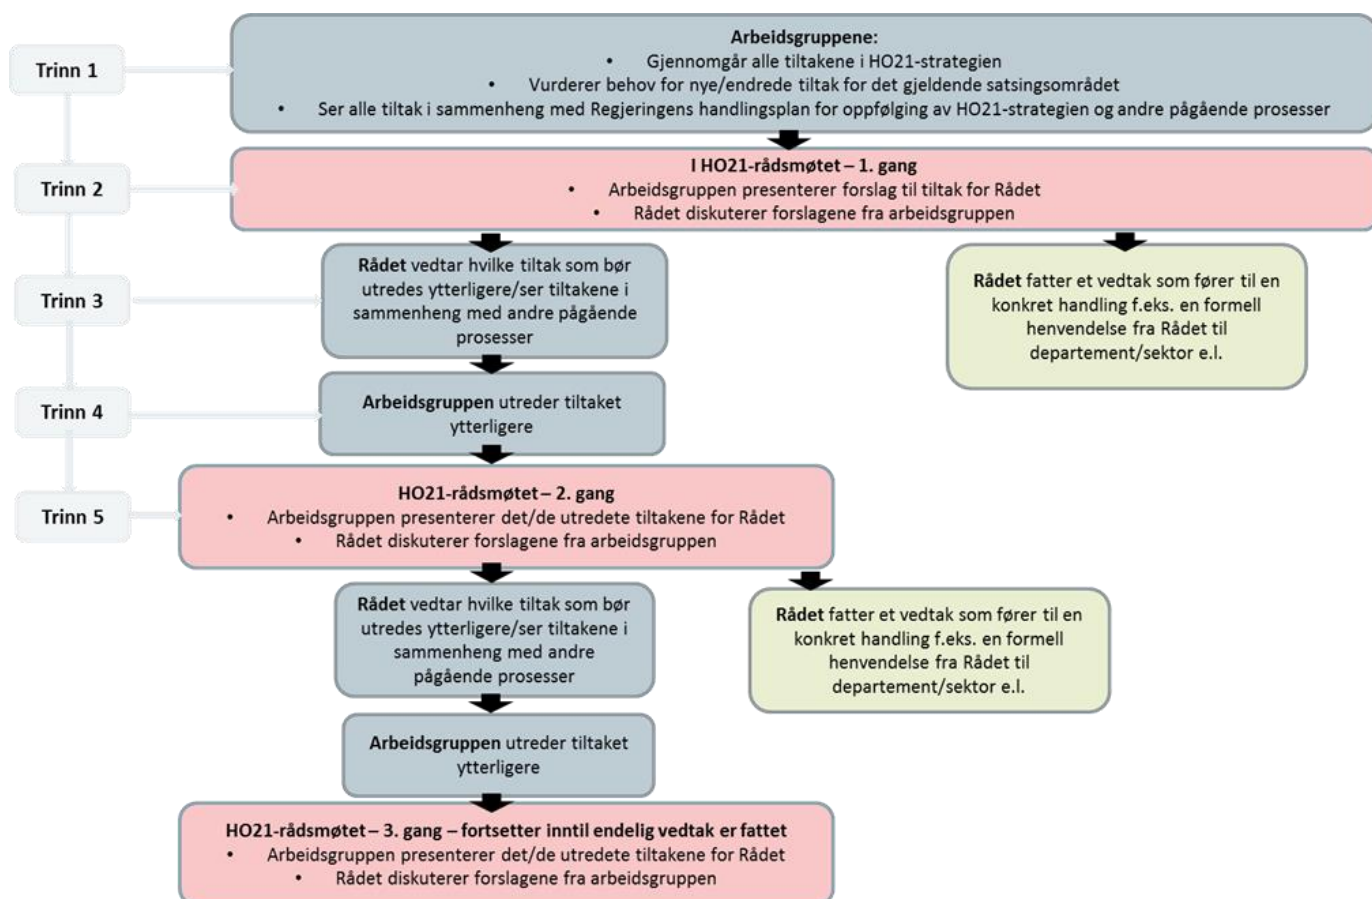 Trinn 1
Arbeidsgruppene:
• Gjennomgår alle tiltakene i HO21-strategien
• Vurderer behov for nye/endrede tiltak for det gjeldende satsingsområdet
• Ser alle tiltak i sammenheng med Regjeringens handlingsplan for oppfølging av HO21-strategien og andre pågående prosesser
Trinn 2
I HO21-rådsmøtet – 1. gang
• Arbeidsgruppen presenterer forslag til tiltak for Rådet
• Rådet diskuterer forslagene fra arbeidsgruppen
Trinn 3
Rådet vedtar hvilke tiltak som bør
utredes ytterligere/ser tiltakene i
sammenheng med andre pågående
prosesser
Rådet fatter et vedtak som fører til en
konkret handling f.eks. en formell
henvendelse fra Rådet til
departement/sektor e.l.
Trinn 4
Arbeidsgruppen utreder tiltaket
ytterligere
Trinn 5
HO21-rådsmøtet – 2. gang
• Arbeidsgruppen presenterer det/de utredete tiltakene for Rådet
• Rådet diskuterer forslagene fra arbeidsgruppen
Rådet vedtar hvilke tiltak som bør
utredes ytterligere/ser tiltakene i
sammenheng med andre
pågående prosesser
Rådet fatter et vedtak som fører til en
konkret handling f.eks. en formell
henvendelse fra Rådet til
departement/sektor e.l.
Arbeidsgruppen utreder tiltaket
ytterligere
HO21-rådsmøtet – 3. gang – fortsetter inntil endelig vedtak er fattet
• Arbeidsgruppen presenterer det/de utredete tiltakene for Rådet
• Rådet diskuterer forslagene fra arbeidsgruppen